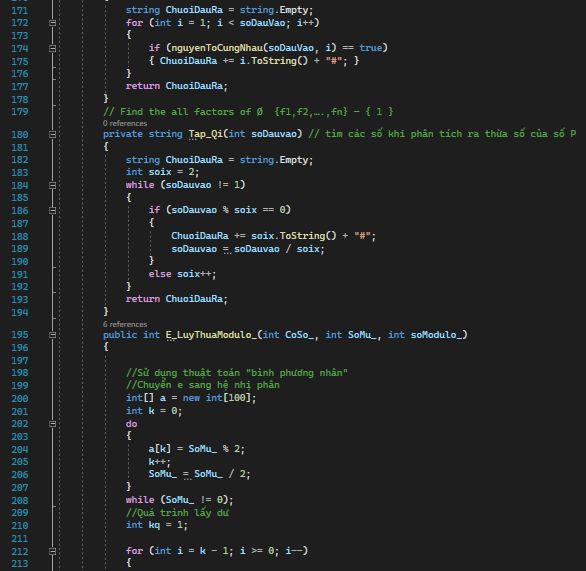 171 string ChuoiDauRa = string.Empty;
172 for (int i = 1; i < soDauVao; i++)
173 {
174 if (nguyenToCungNhau(soDauVao, i) == true)
175 { ChuoiDauRa += i.ToString() + "#"; }
176 }
177 return ChuoiDauRa;
178 }
179 // Find the all factors of Ø {f1,f2,….,fn} – { 1 }
0 references
180 private string Tap_Qi(int soDauvao) // tìm các số khi phân tích ra thừa số của số P
181 {
182 string ChuoiDauRa = string.Empty;
183 int soix = 2;
184 while (soDauvao != 1)
185 {
186 if (soDauvao % soix == 0)
187 {
188 ChuoiDauRa += soix.ToString() + "#";
189 soDauvao = soDauvao / soix;
190 }
191 else soix++;
192 }
193 return ChuoiDauRa;
194 }
6 references
195 public int E_LuyThuaModulo_(int CoSo_, int SoMu_, int soModulo_)
196 {
197
198 //Sử dụng thuật toán "bình phương nhân"
199 //Chuyển e sang hệ nhị phân
200 int[] a = new int[100];
201 int k = 0;
202 do
203 {
204 a[k] = SoMu_ % 2;
205 k++;
206 SoMu_ = SoMu_ / 2;
207 }
208 while (SoMu_ != 0);
209 //Quá trình lấy dư
210 int kq = 1;
211
212 for (int i = k - 1; i >= 0; i--)
213 {